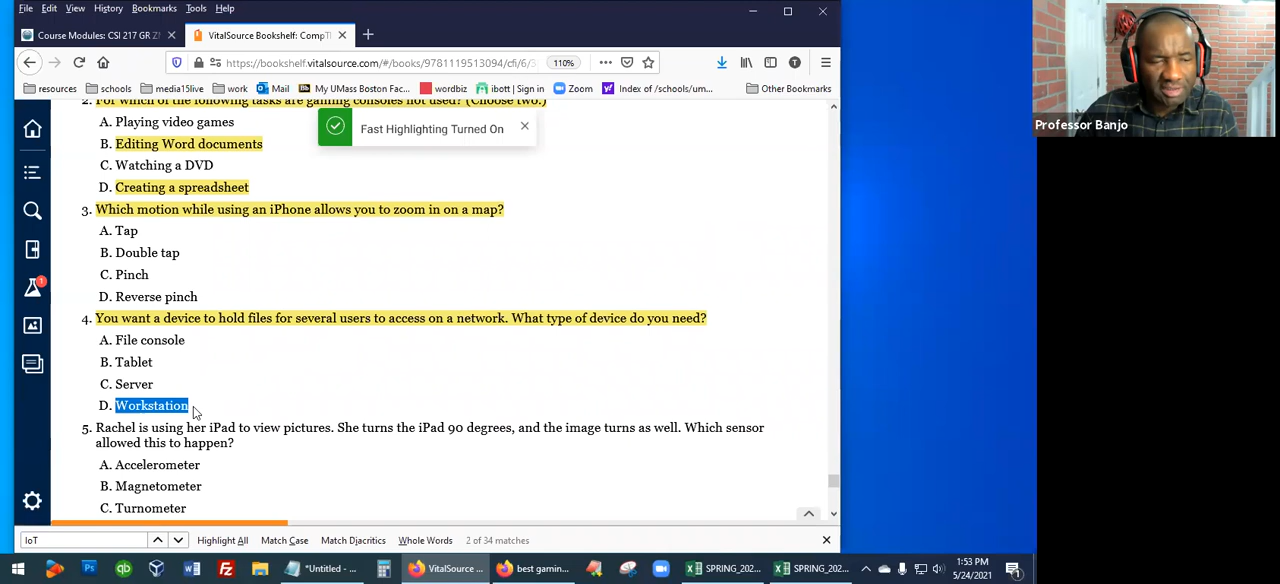 File Edit View History Bookmarks Tools Help
Course Modules: CSI 217 GR Z
VitalSource Bookshelf: CompT
https://bookshelf.vitalsource.com/#/books/9781119513094/cfi/6/3 110%
resources schools media15live work Mail My UMass Boston Fac... wordbiz ibott | Sign in Zoom Index of /schools/um... Other Bookmarks
2. For which of the following tasks are gaming consoles not used? (Choose two.)
A. Playing video games
Fast Highlighting Turned On
B. Editing Word documents
C. Watching a DVD
D. Creating a spreadsheet
3. Which motion while using an iPhone allows you to zoom in on a map?
A. Tap
B. Double tap
C. Pinch
D. Reverse pinch
4. You want a device to hold files for several users to access on a network. What type of device do you need?
A. File console
B. Tablet
C. Server
D. Workstation
5. Rachel is using her iPad to view pictures. She turns the iPad 90 degrees, and the image turns as well. Which sensor
allowed this to happen?
A. Accelerometer
B. Magnetometer
C. Turnometer
IoT Highlight All Match Case Match Diacritics Whole Words 2 of 34 matches
*Untitled - ... VitalSource ... best gamin... SPRING_202... SPRING_202...
1:53 PM
5/24/2021
Professor Banjo